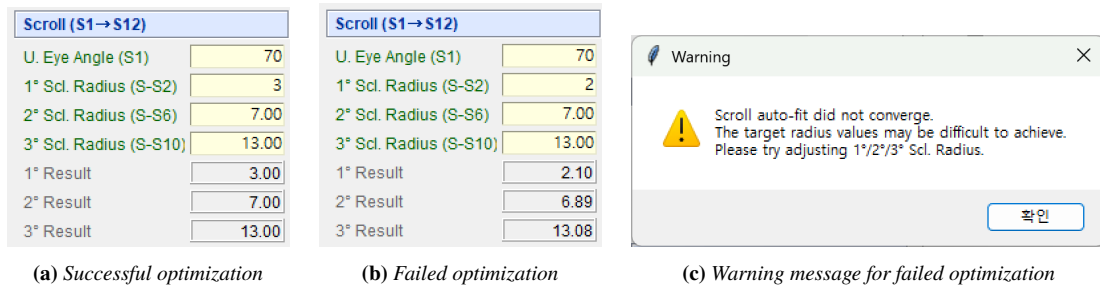 Scroll (S1→S12)
U. Eye Angle (S1) 70
1° Scl. Radius (S-S2) 3
2° Scl. Radius (S-S6) 7.00
3° Scl. Radius (S-S10) 13.00
1° Result 3.00
2° Result 7.00
3° Result 13.00
(a) Successful optimization
Scroll (S1→S12)
U. Eye Angle (S1) 70
1° Scl. Radius (S-S2) 2
2° Scl. Radius (S-S6) 7.00
3° Scl. Radius (S-S10) 13.00
1° Result 2.10
2° Result 6.89
3° Result 13.08
(b) Failed optimization
Warning
Scroll auto-fit did not converge.
The target radius values may be difficult to achieve.
Please try adjusting 1°/2°/3° Scl. Radius.
확인
(c) Warning message for failed optimization